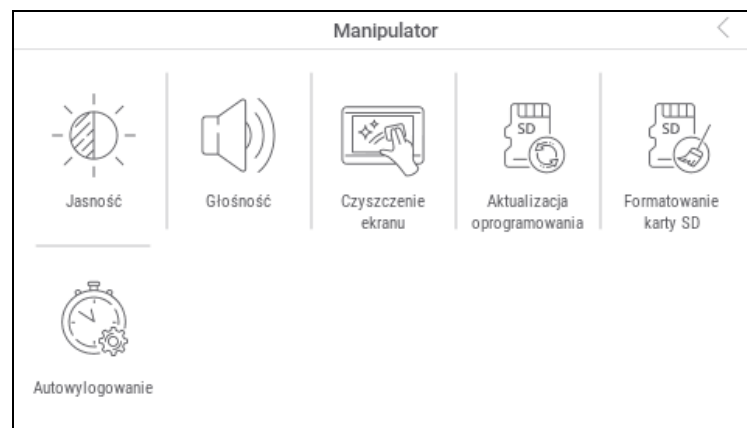 Manipulator
SD
SD
Jasność
Głośność
Czyszczenie
ekranu
Aktualizacja
oprogramowania
Formatowanie
karty SD
Autowylogowanie